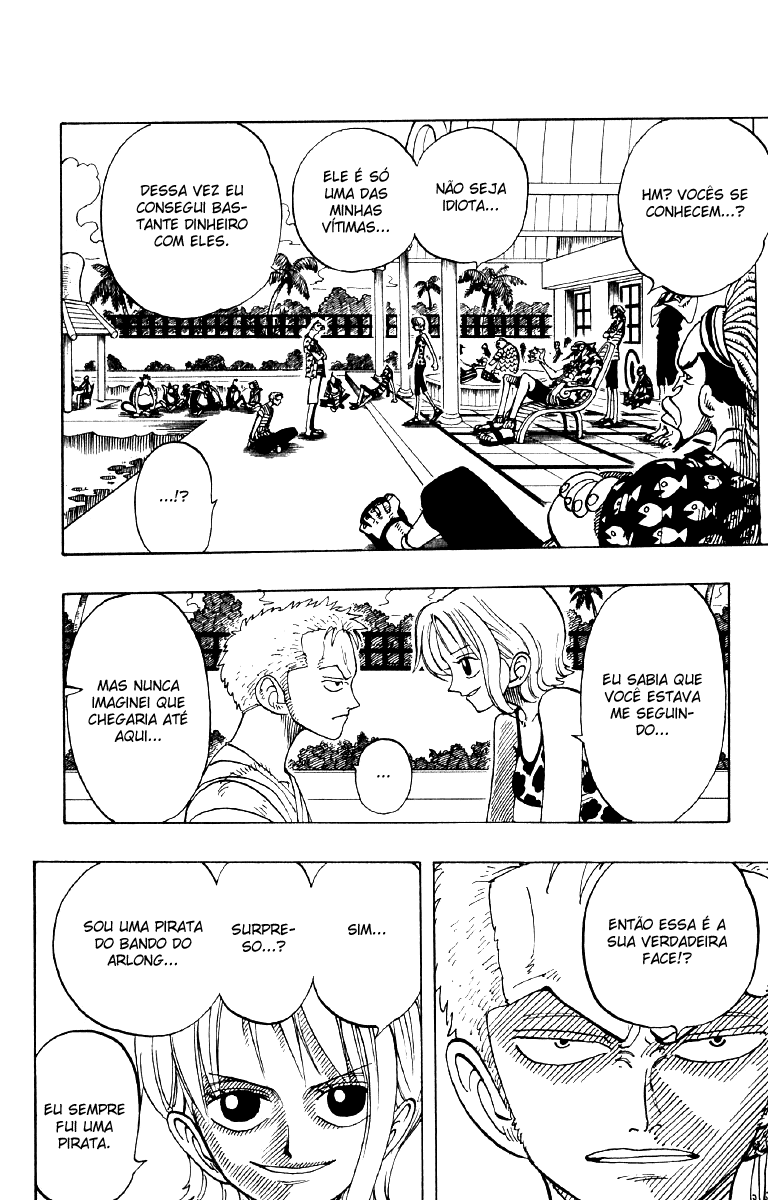 HM? VOCÊS SE
CONHECEM...?
NÃO SEJA
IDIOTA...
ELE É SÓ
UMA DAS
MINHAS
VÍTIMAS...
DESSA VEZ EU
CONSEGUI BAS-
TANTE DINHEIRO
COM ELES.
...!?
EU SABIA QUE
VOCÊ ESTAVA
ME SEGUIN-
DO...
...
MAS NUNCA
IMAGINEI QUE
CHEGARIA ATÉ
AQUI...
ENTÃO ESSA É A
SUA VERDADEIRA
FACE!?
SIM...
SURPRE-
SO...?
SOU UMA PIRATA
DO BANDO DO
ARLONG...
EU SEMPRE
FUI UMA
PIRATA.